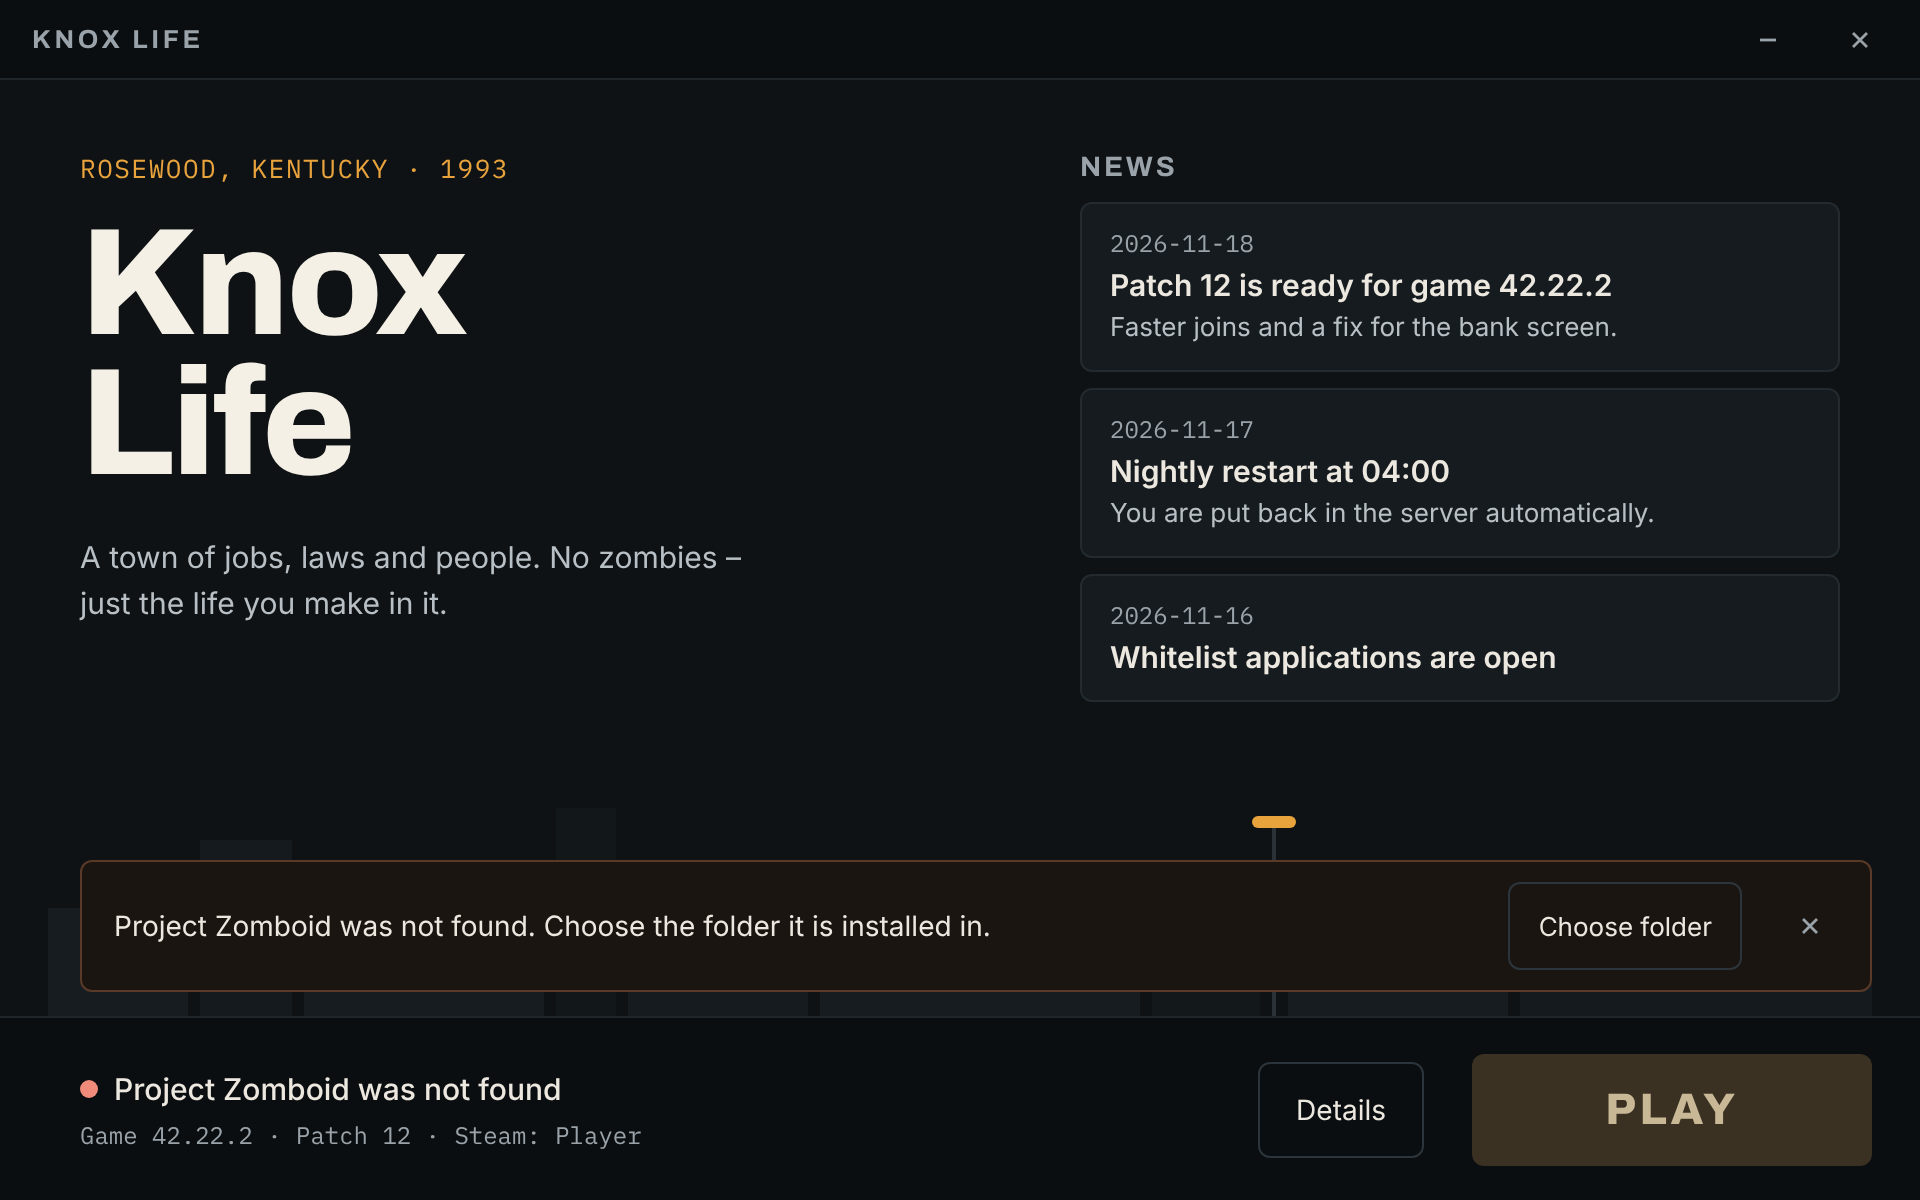 KNOX LIFE
ROSEWOOD, KENTUCKY · 1993
Knox
Life
A town of jobs, laws and people. No zombies –
just the life you make in it.
NEWS
2026-11-18
Patch 12 is ready for game 42.22.2
Faster joins and a fix for the bank screen.
2026-11-17
Nightly restart at 04:00
You are put back in the server automatically.
2026-11-16
Whitelist applications are open
Project Zomboid was not found. Choose the folder it is installed in.
Choose folder
Project Zomboid was not found
Game 42.22.2 · Patch 12 · Steam: Player
Details
PLAY